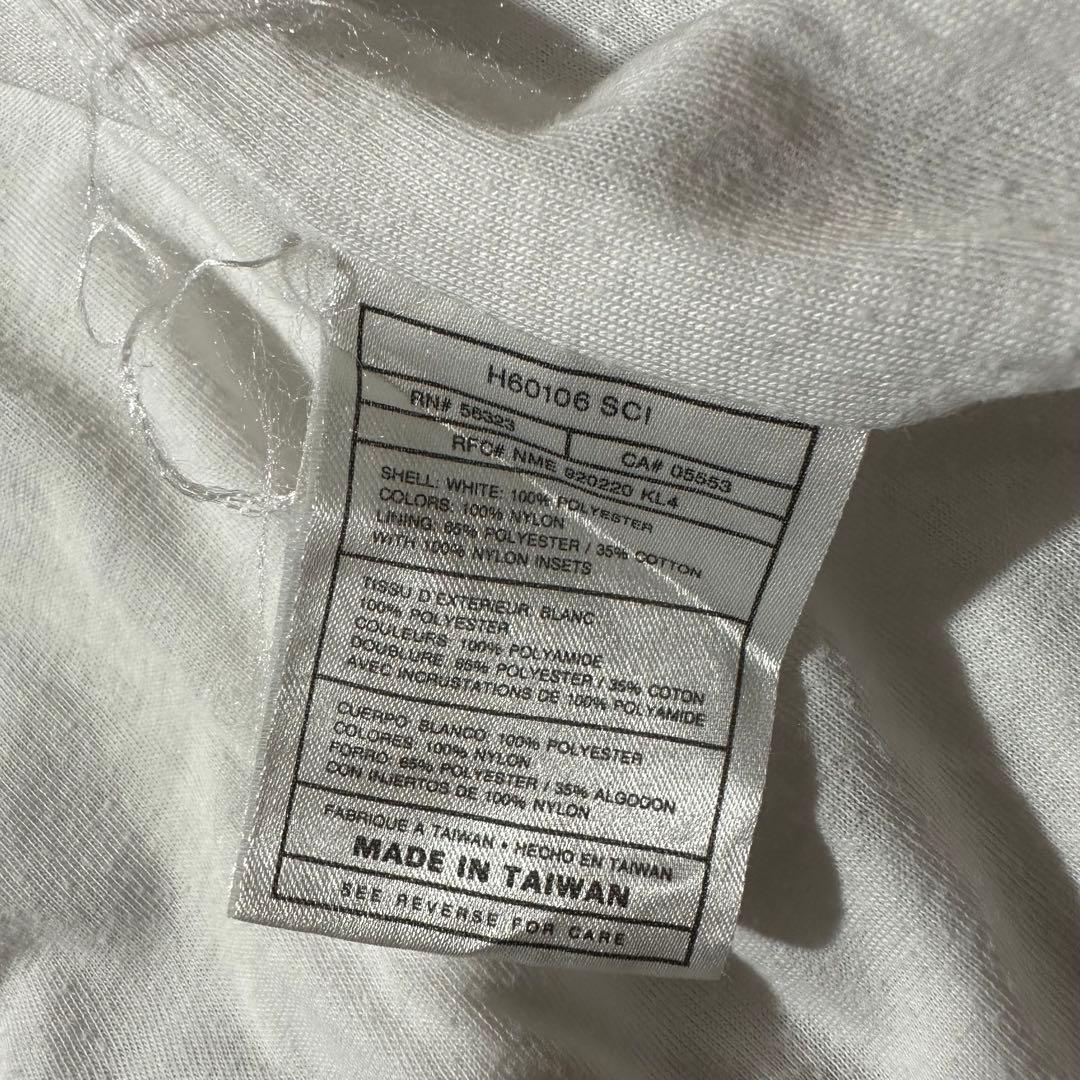 H60106 SCI
RN# 56323
CA# 05553
RFC# NME 920220 KL4
SHELL: WHITE: 100% POLYESTER
COLORS: 100% NYLON
LINING: 65% POLYESTER / 35% COTTON
WITH 100% NYLON INSETS
TISSU D'EXTERIEUR: BLANC:
100% POLYESTER
COULEURS: 100% POLYAMIDE
DOUBLURE: 65% POLYESTER / 35% COTON
AVEC INCRUSTATIONS DE 100% POLYAMIDE
CUERPO: BLANCO: 100% POLYESTER
COLORES: 100% NYLON
FORRO: 65% POLYESTER / 35% ALGODON
CON INJERTOS DE 100% NYLON
FABRIQUE A TAIWAN • HECHO EN TAIWAN
MADE IN TAIWAN
SEE REVERSE FOR CARE